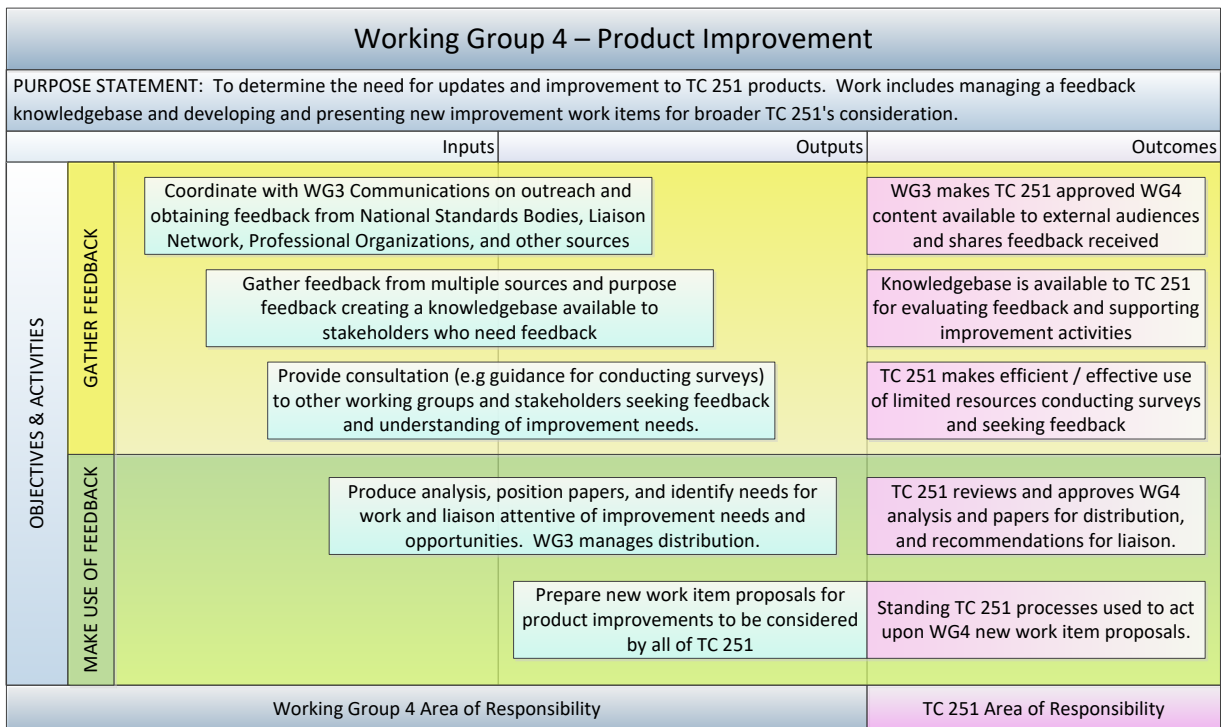 Working Group 4 – Product Improvement
PURPOSE STATEMENT:  To determine the need for updates and improvement to TC 251 products.  Work includes managing a feedback
knowledgebase and developing and presenting new improvement work items for broader TC 251's consideration.
Inputs
Outputs
Outcomes
OBJECTIVES & ACTIVITIES
GATHER FEEDBACK
Coordinate with WG3 Communications on outreach and
obtaining feedback from National Standards Bodies, Liaison
Network, Professional Organizations, and other sources
WG3 makes TC 251 approved WG4
content available to external audiences
and shares feedback received
Gather feedback from multiple sources and purpose
feedback creating a knowledgebase available to
stakeholders who need feedback
Knowledgebase is available to TC 251
for evaluating feedback and supporting
improvement activities
Provide consultation (e.g guidance for conducting surveys)
to other working groups and stakeholders seeking feedback
and understanding of improvement needs.
TC 251 makes efficient / effective use
of limited resources conducting surveys
and seeking feedback
MAKE USE OF FEEDBACK
Produce analysis, position papers, and identify needs for
work and liaison attentive of improvement needs and
opportunities.  WG3 manages distribution.
TC 251 reviews and approves WG4
analysis and papers for distribution,
and recommendations for liaison.
Prepare new work item proposals for
product improvements to be considered
by all of TC 251
Standing TC 251 processes used to act
upon WG4 new work item proposals.
Working Group 4 Area of Responsibility
TC 251 Area of Responsibility